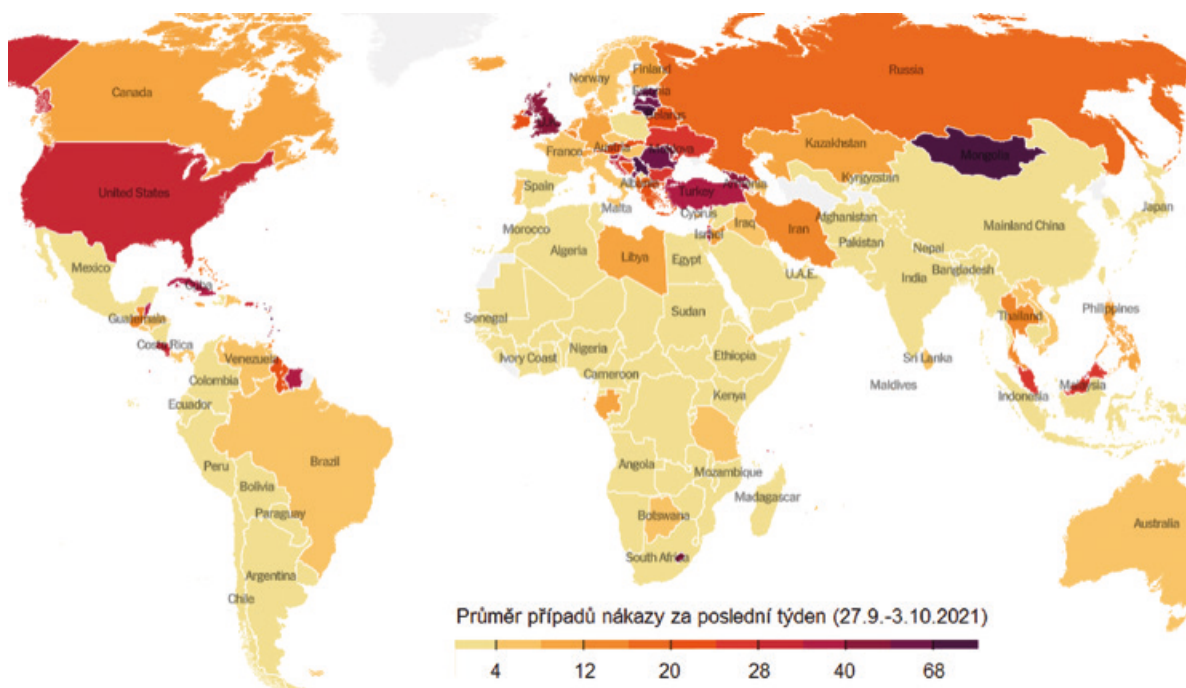 Canada
Russia
Norway
Finland
Estonia
Belarus
United States
France
Austria
Moldova
Kazakhstan
Mongolia
Spain
Albania
Turkey
Armenia
Kyrgyzstan
Japan
Malta
Cyprus
Afghanistan
Mainland China
Morocco
Israel
Iraq
Iran
Mexico
Algeria
Libya
Egypt
Pakistan
Nepal
Cuba
U.A.E.
India
Bangladesh
Guatemala
Senegal
Sudan
Philippines
Thailand
Costa Rica
Venezuela
Ivory Coast
Nigeria
Ethiopia
Sri Lanka
Colombia
Cameroon
Maldives
Malaysia
Ecuador
Kenya
Indonesia
Peru
Brazil
Angola
Mozambique
Bolivia
Madagascar
Paraguay
Botswana
Australia
South Africa
Argentina
Chile
Průměr případů nákazy za poslední týden (27.9.-3.10.2021)
4 12 20 28 40 68